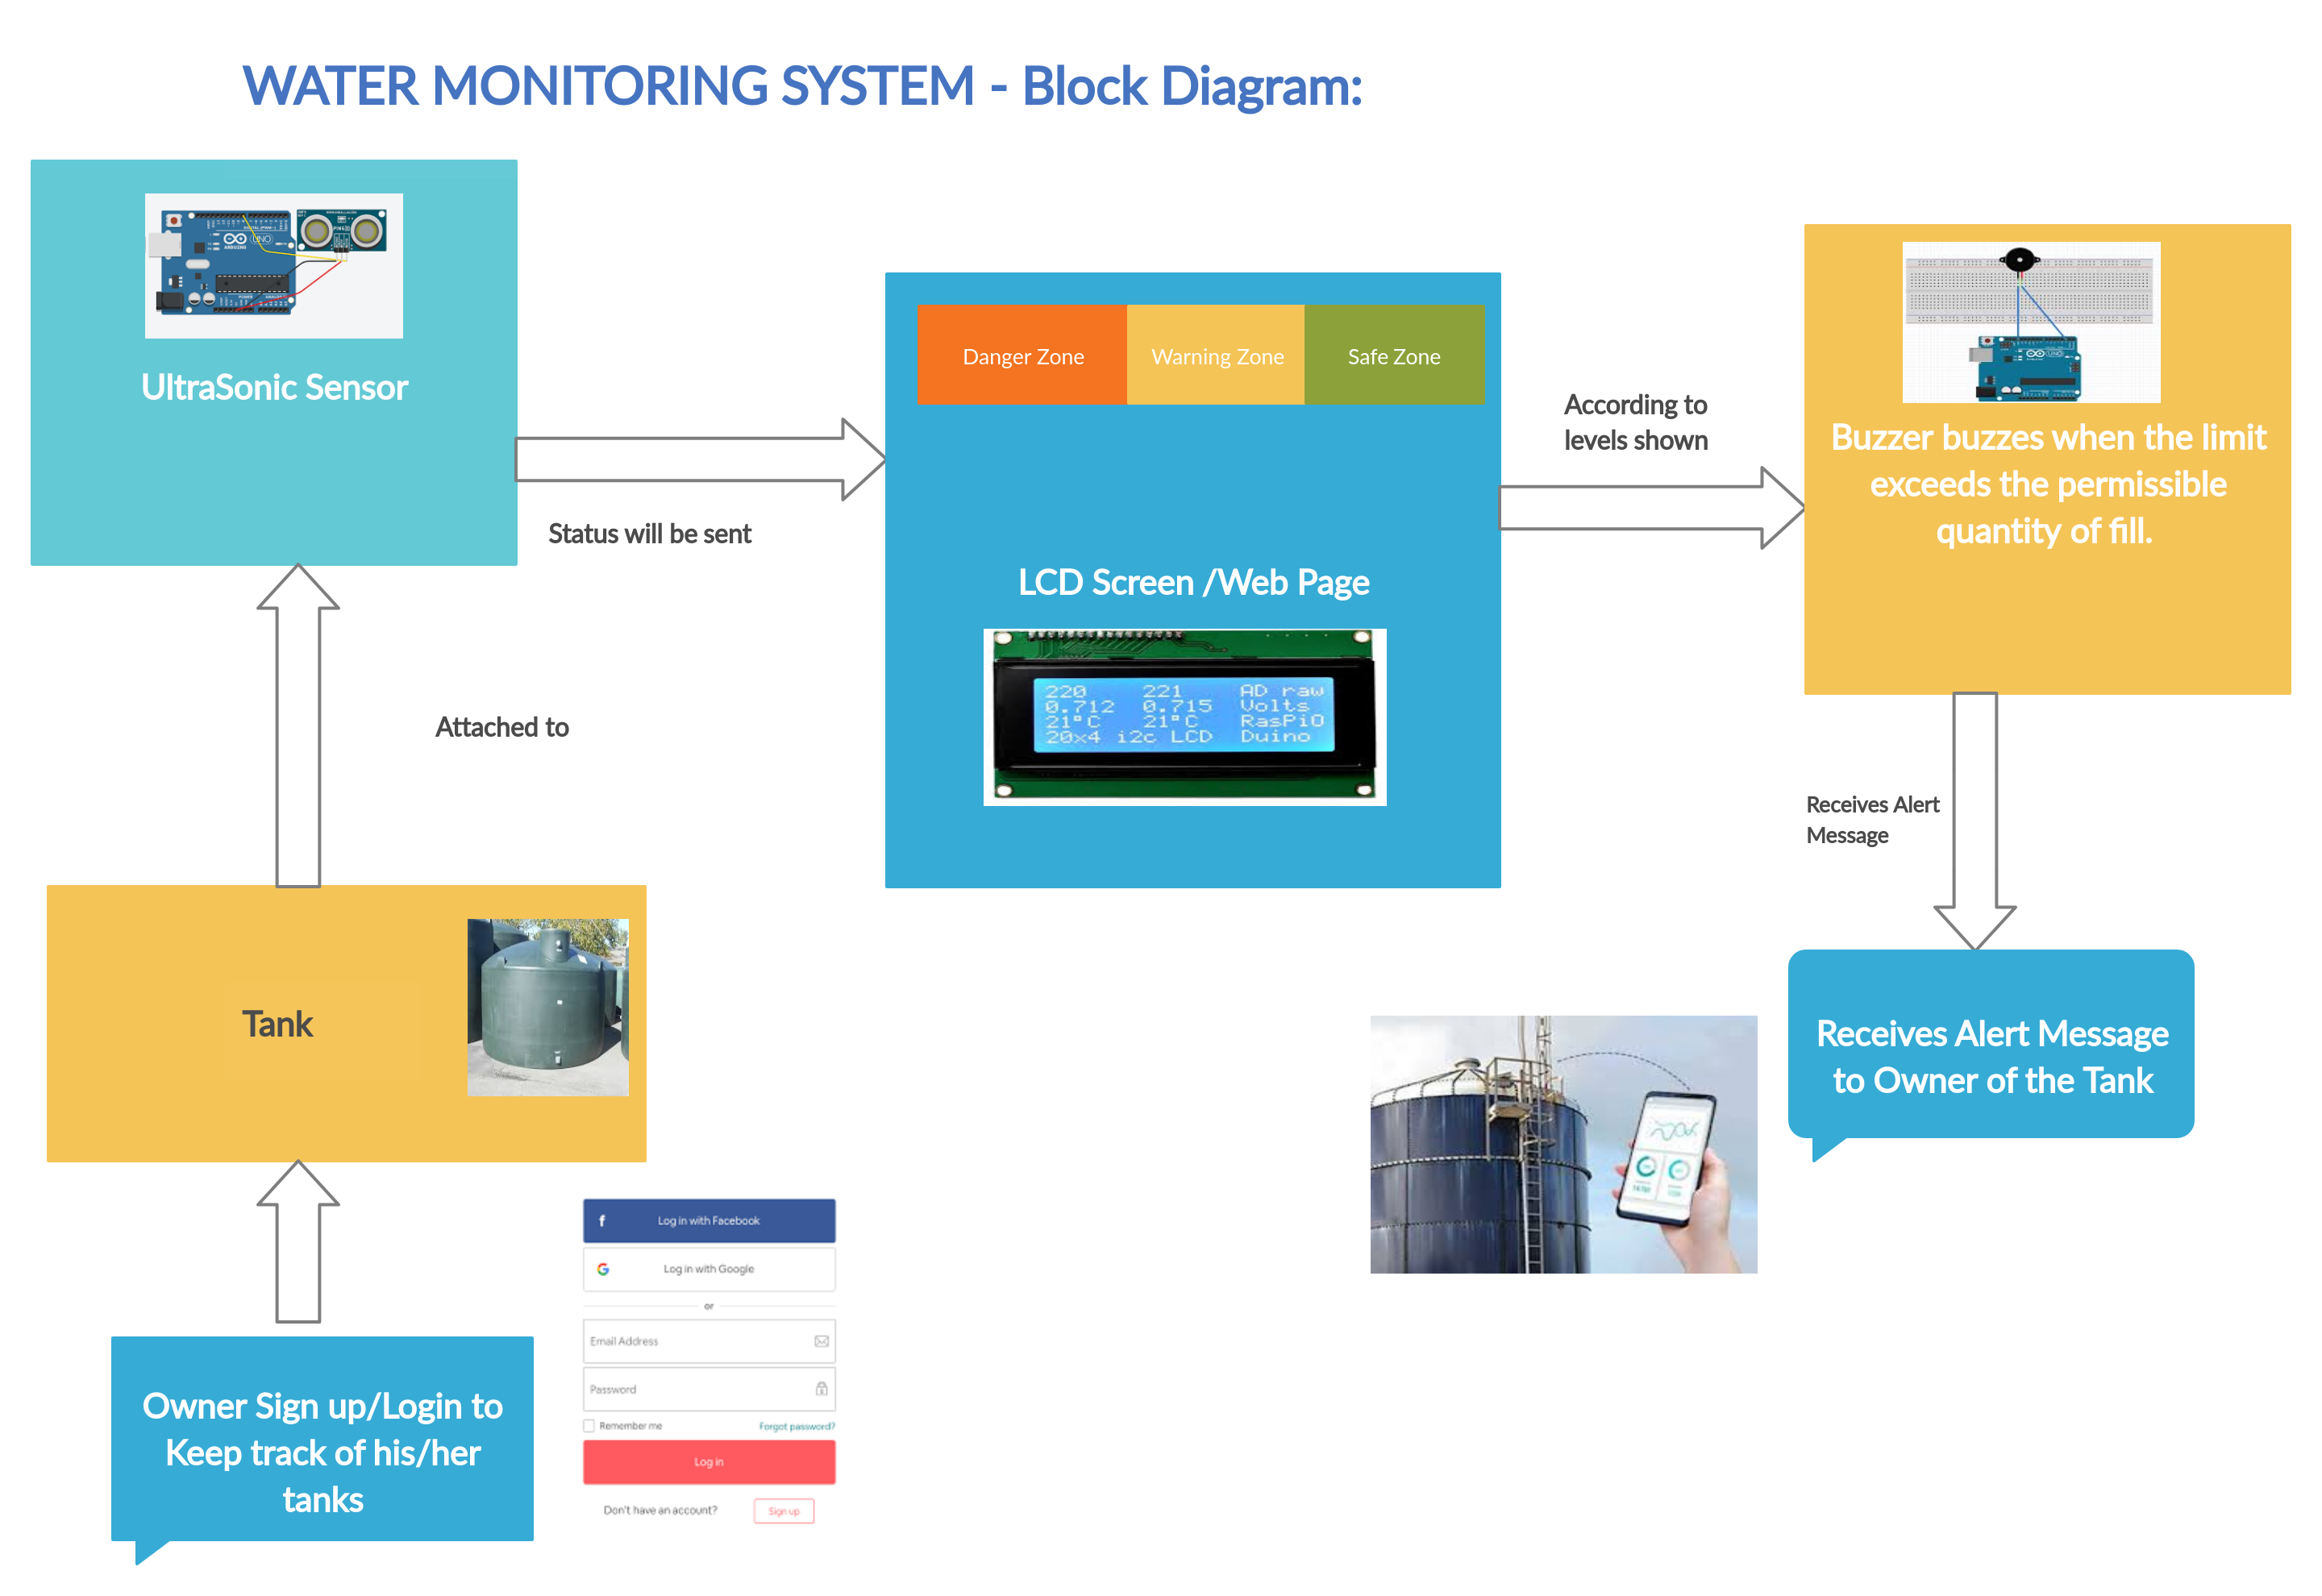 WATER MONITORING SYSTEM - Block Diagram:
UltraSonic Sensor
Status will be sent
Danger Zone
Warning Zone
Safe Zone
LCD Screen /Web Page
220 221 AD raw
0.712 0.715 Volts
21°C 21°C RasPiO
20x4 i2c LCD Duino
According to
levels shown
Buzzer buzzes when the limit
exceeds the permissible
quantity of fill.
Attached to
Receives Alert
Message
Tank
Receives Alert Message
to Owner of the Tank
Owner Sign up/Login to
Keep track of his/her
tanks
f Log in with Facebook
G Log in with Google
or
Email Address
Password
Remember me Forgot password?
Log in
Don't have an account? Sign up